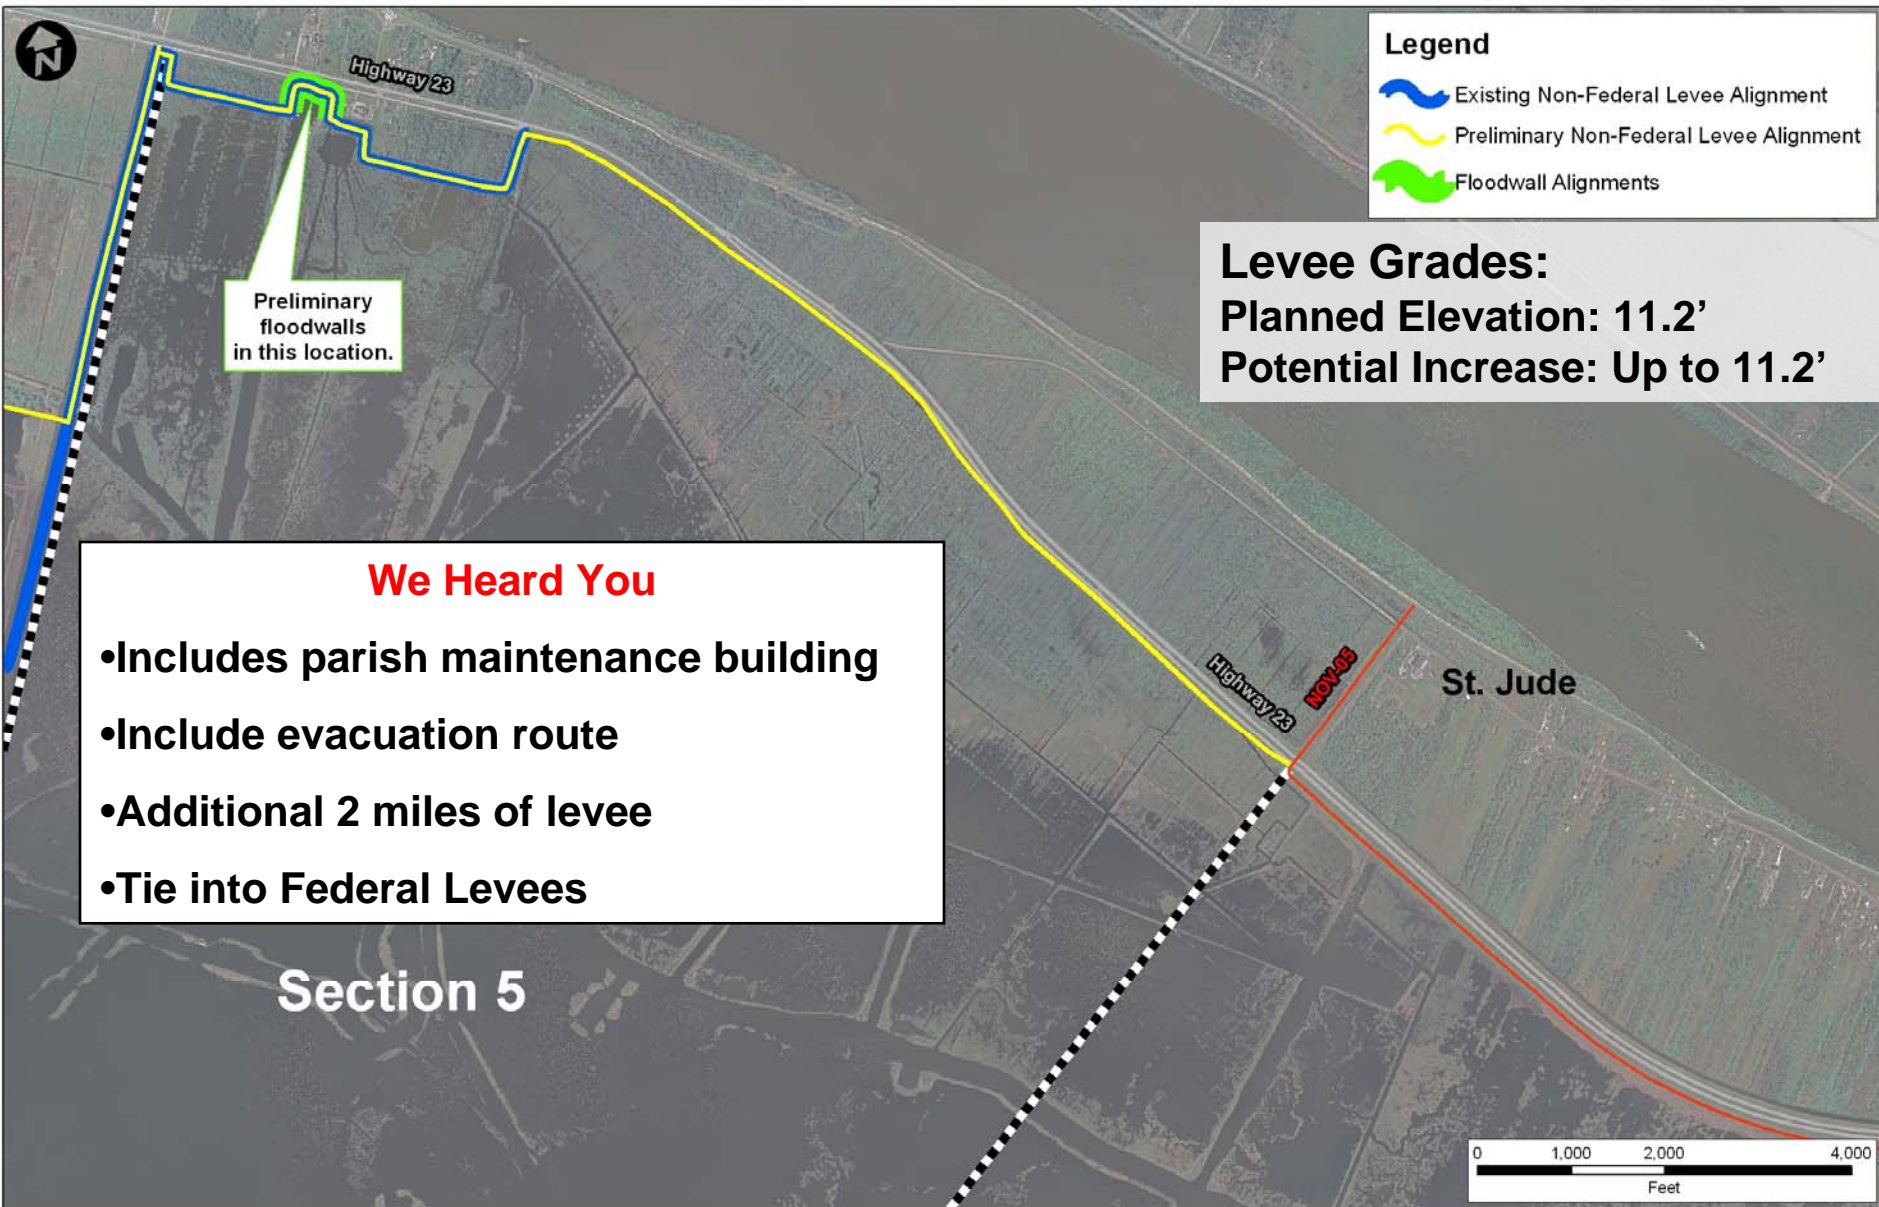 N
Highway 23
Legend
Existing Non-Federal Levee Alignment
Preliminary Non-Federal Levee Alignment
Floodwall Alignments
Levee Grades:
Planned Elevation: 11.2’
Potential Increase: Up to 11.2’
Preliminary
floodwalls
in this location.
We Heard You
•Includes parish maintenance building
•Include evacuation route
•Additional 2 miles of levee
•Tie into Federal Levees
Highway 23
NOV-05
St. Jude
Section 5
0 1,000 2,000 4,000
Feet